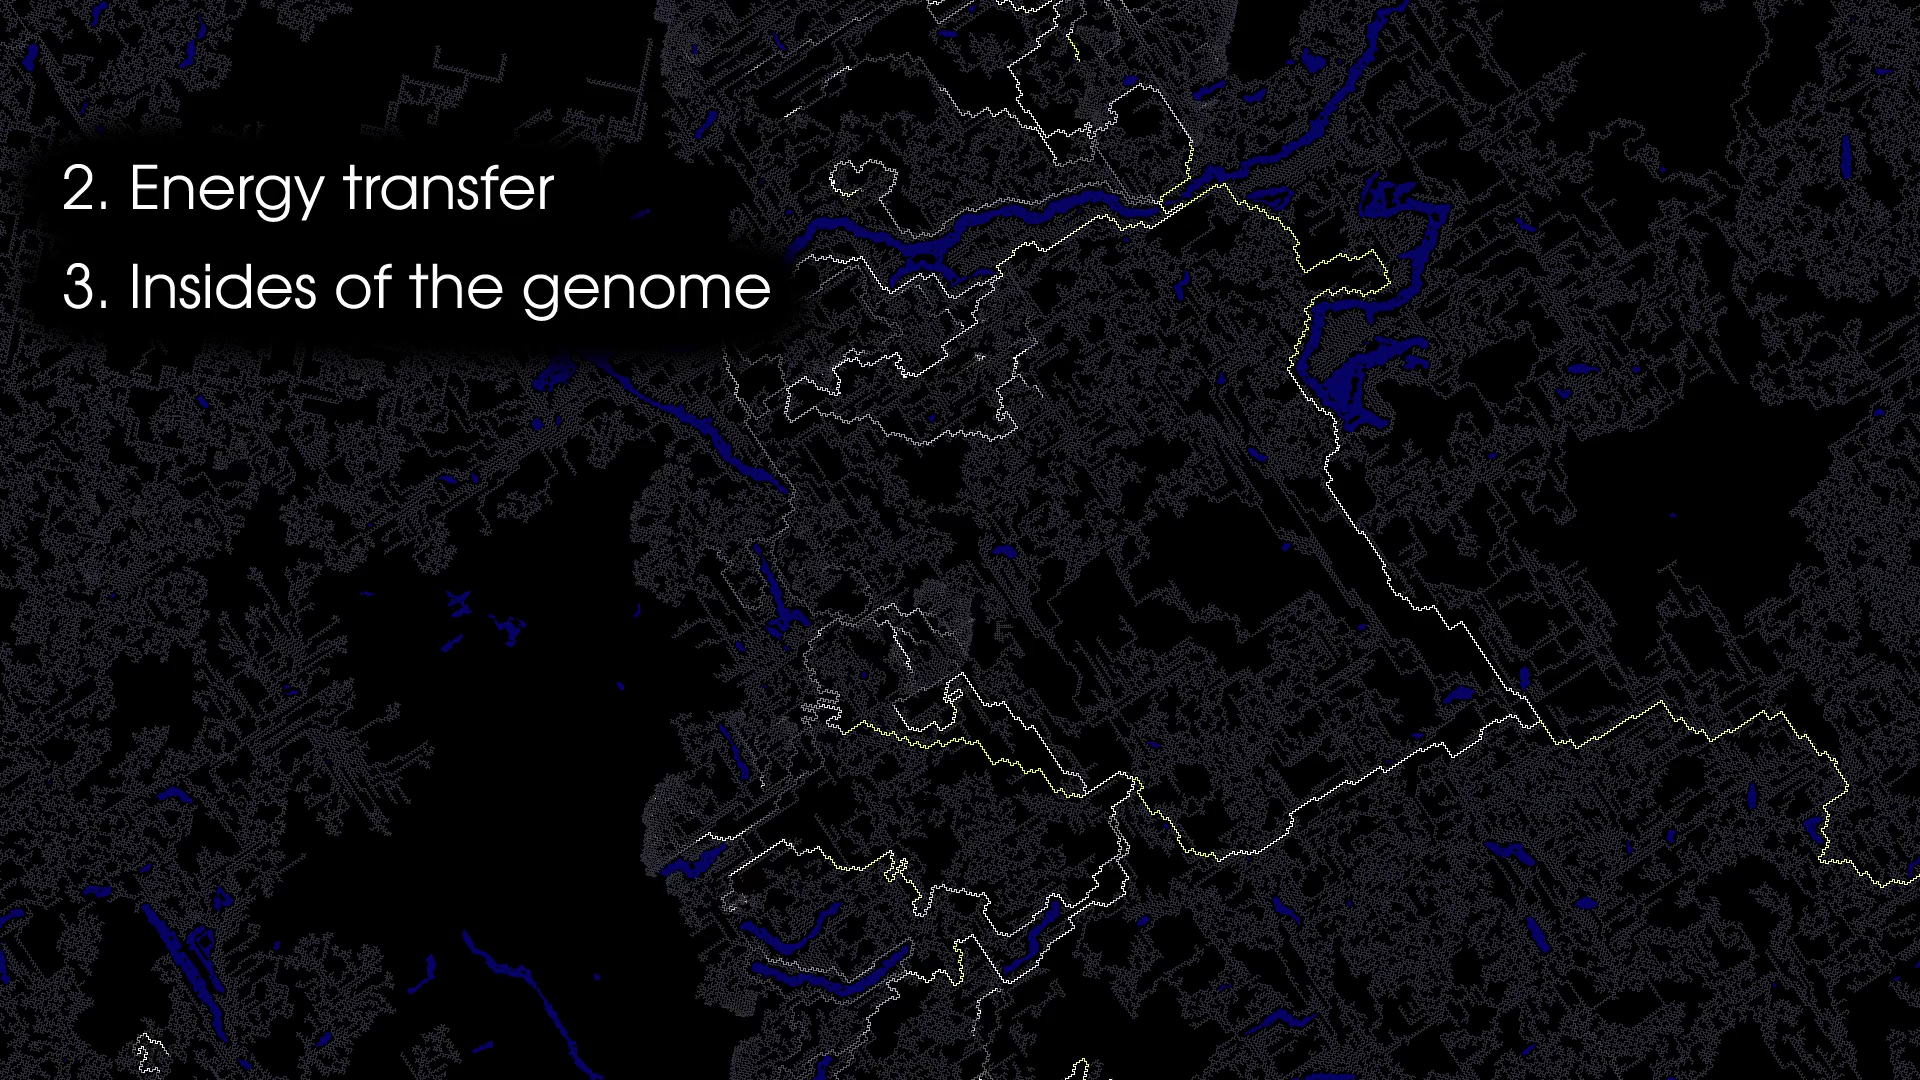 2. Energy transfer
3. Insides of the genome